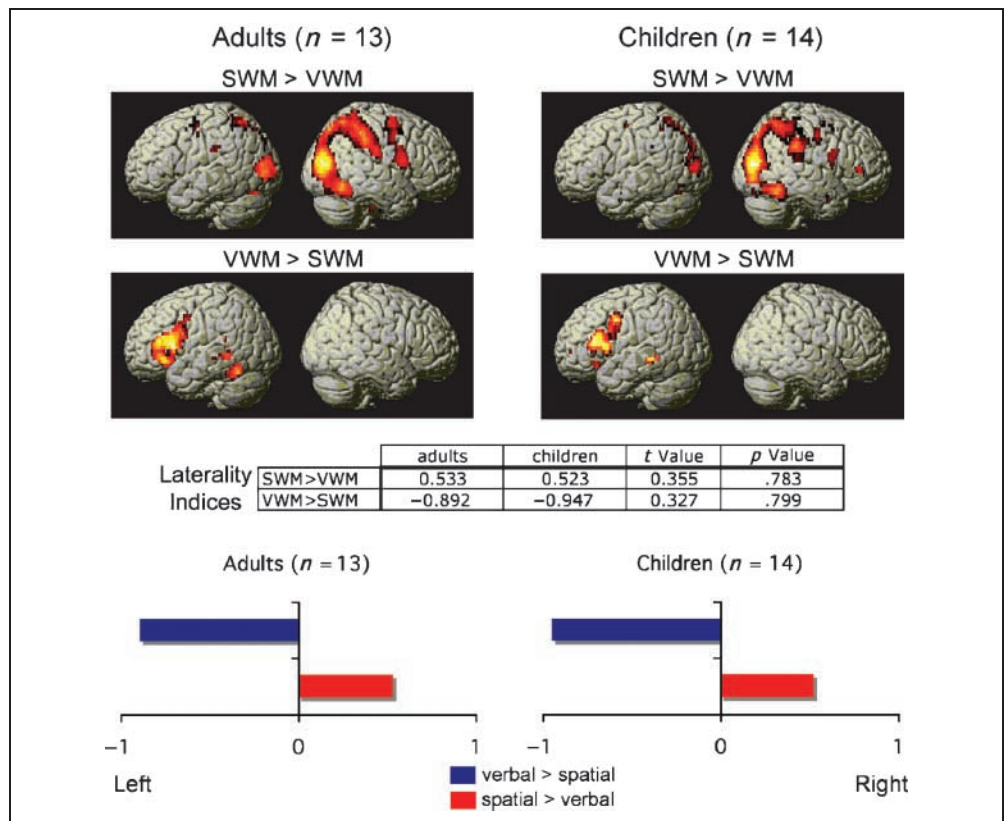 Adults (n = 13) Children (n = 14)
SWM > VWM SWM > VWM
VWM > SWM VWM > SWM
adults children t Value p Value
Laterality Indices
SWM>VWM 0.533 0.523 0.355 .783
VWM>SWM −0.892 −0.947 0.327 .799
Adults (n = 13) Children (n = 14)
−1 0 1 −1 0 1
Left Right
verbal > spatial
spatial > verbal